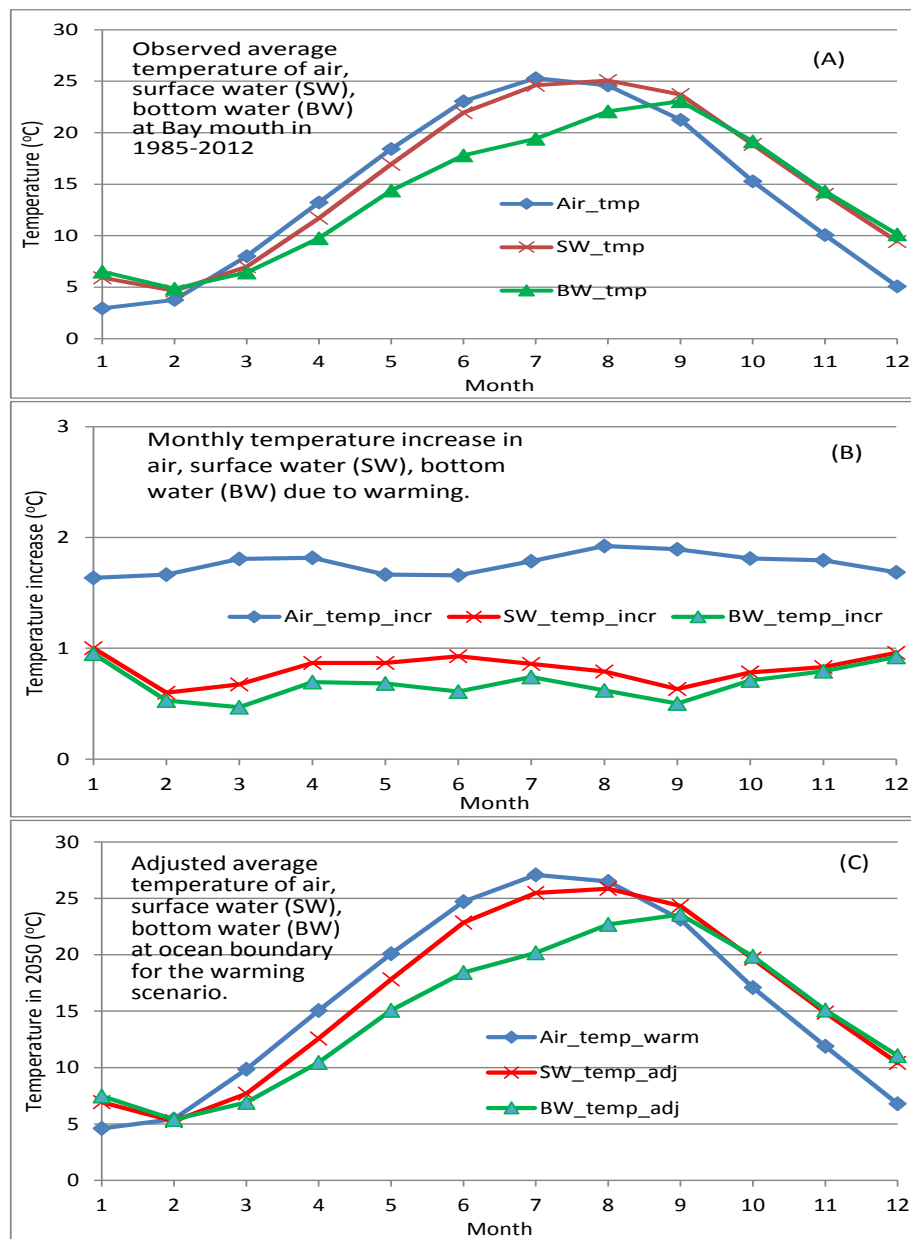 Observed average
temperature of air,
surface water (SW),
bottom water (BW)
at Bay mouth in
1985-2012
(A)
Temperature (⁰C)
30
25
20
15
10
5
0
Air_tmp
SW_tmp
BW_tmp
1 2 3 4 5 6 7 8 9 10 11 12
Month
Monthly temperature increase in
air, surface water (SW), bottom
water (BW) due to warming.
(B)
Temperature increase (⁰C)
3
2
1
0
Air_temp_incr SW_temp_incr BW_temp_incr
1 2 3 4 5 6 7 8 9 10 11 12
Month
Adjusted average
temperature of air,
surface water (SW),
bottom water (BW)
at ocean boundary
for the warming
scenario.
(C)
Temperature in 2050 (⁰C)
30
25
20
15
10
5
0
Air_temp_warm
SW_temp_adj
BW_temp_adj
1 2 3 4 5 6 7 8 9 10 11 12
Month